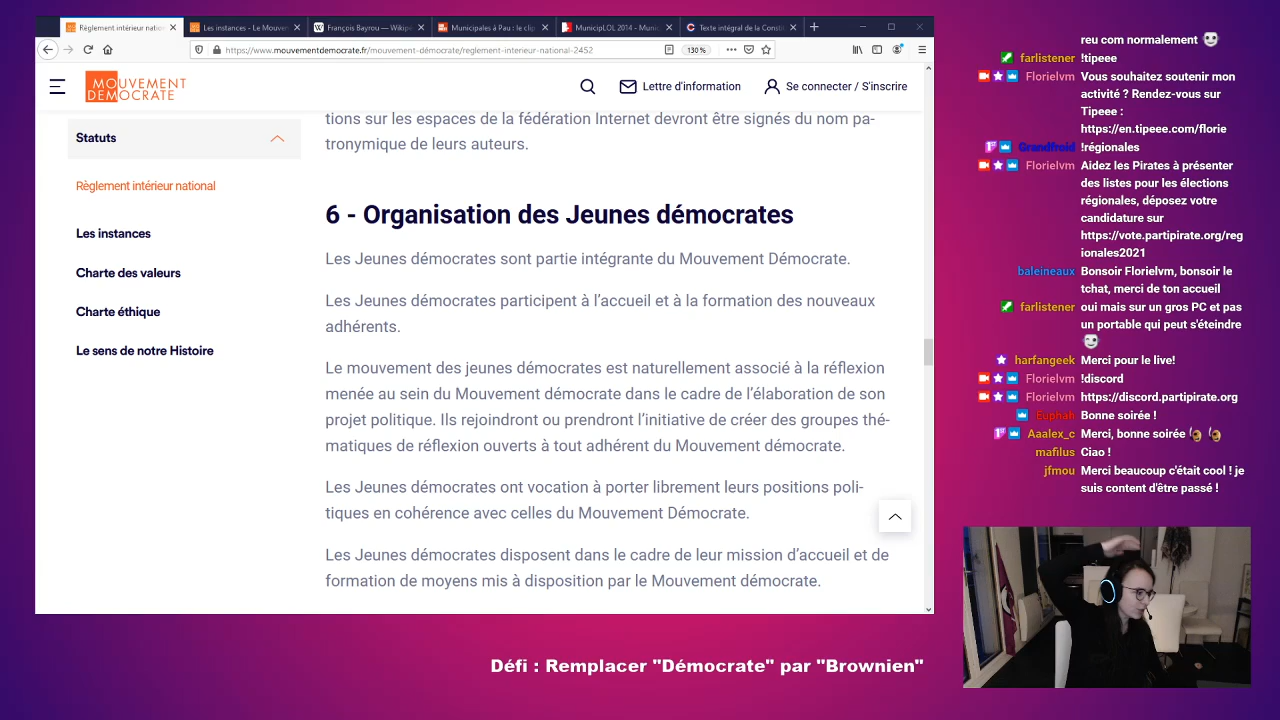 Règlement intérieur natio
Les instances - Le Mouve
François Bayrou — Wikipé
Municipales à Pau : le cli
MunicipLOL 2014 - Muni
Texte intégral de la Const
https://www.mouvementdemocrate.fr/mouvement-démocrate/reglement-interieur-national-2452
130 %
MOUVEMENT
DEMOCRATE
Lettre d'information
Se connecter / S'inscrire
Statuts
Règlement intérieur national
Les instances
Charte des valeurs
Charte éthique
Le sens de notre Histoire
tions sur les espaces de la fédération Internet devront être signés du nom pa-
tronymique de leurs auteurs.
6 - Organisation des Jeunes démocrates
Les Jeunes démocrates sont partie intégrante du Mouvement Démocrate.
Les Jeunes démocrates participent à l'accueil et à la formation des nouveaux
adhérents.
Le mouvement des jeunes démocrates est naturellement associé à la réflexion
menée au sein du Mouvement démocrate dans le cadre de l'élaboration de son
projet politique. Ils rejoindront ou prendront l'initiative de créer des groupes thé-
matiques de réflexion ouverts à tout adhérent du Mouvement démocrate.
Les Jeunes démocrates ont vocation à porter librement leurs positions poli-
tiques en cohérence avec celles du Mouvement Démocrate.
Les Jeunes démocrates disposent dans le cadre de leur mission d'accueil et de
formation de moyens mis à disposition par le Mouvement démocrate.
reu com normalement
farlistener !tipeee
Florielvm Vous souhaitez soutenir mon
activité ? Rendez-vous sur
Tipeee :
https://en.tipeee.com/florie
Grandfroid !régionales
Florielvm Aidez les Pirates à présenter
des listes pour les élections
régionales, déposez votre
candidature sur
https://vote.partipirate.org/reg
ionales2021
baleineaux Bonsoir Florielvm, bonsoir le
tchat, merci de ton accueil
farlistener oui mais sur un gros PC et pas
un portable qui peut s'éteindre
harfangeek Merci pour le live!
Florielvm !discord
Florielvm https://discord.partipirate.org
Euphah Bonne soirée !
Aaalex_c Merci, bonne soirée
mafilus Ciao !
jfmou Merci beaucoup c'était cool ! je
suis content d'être passé !
Défi : Remplacer "Démocrate" par "Brownien"